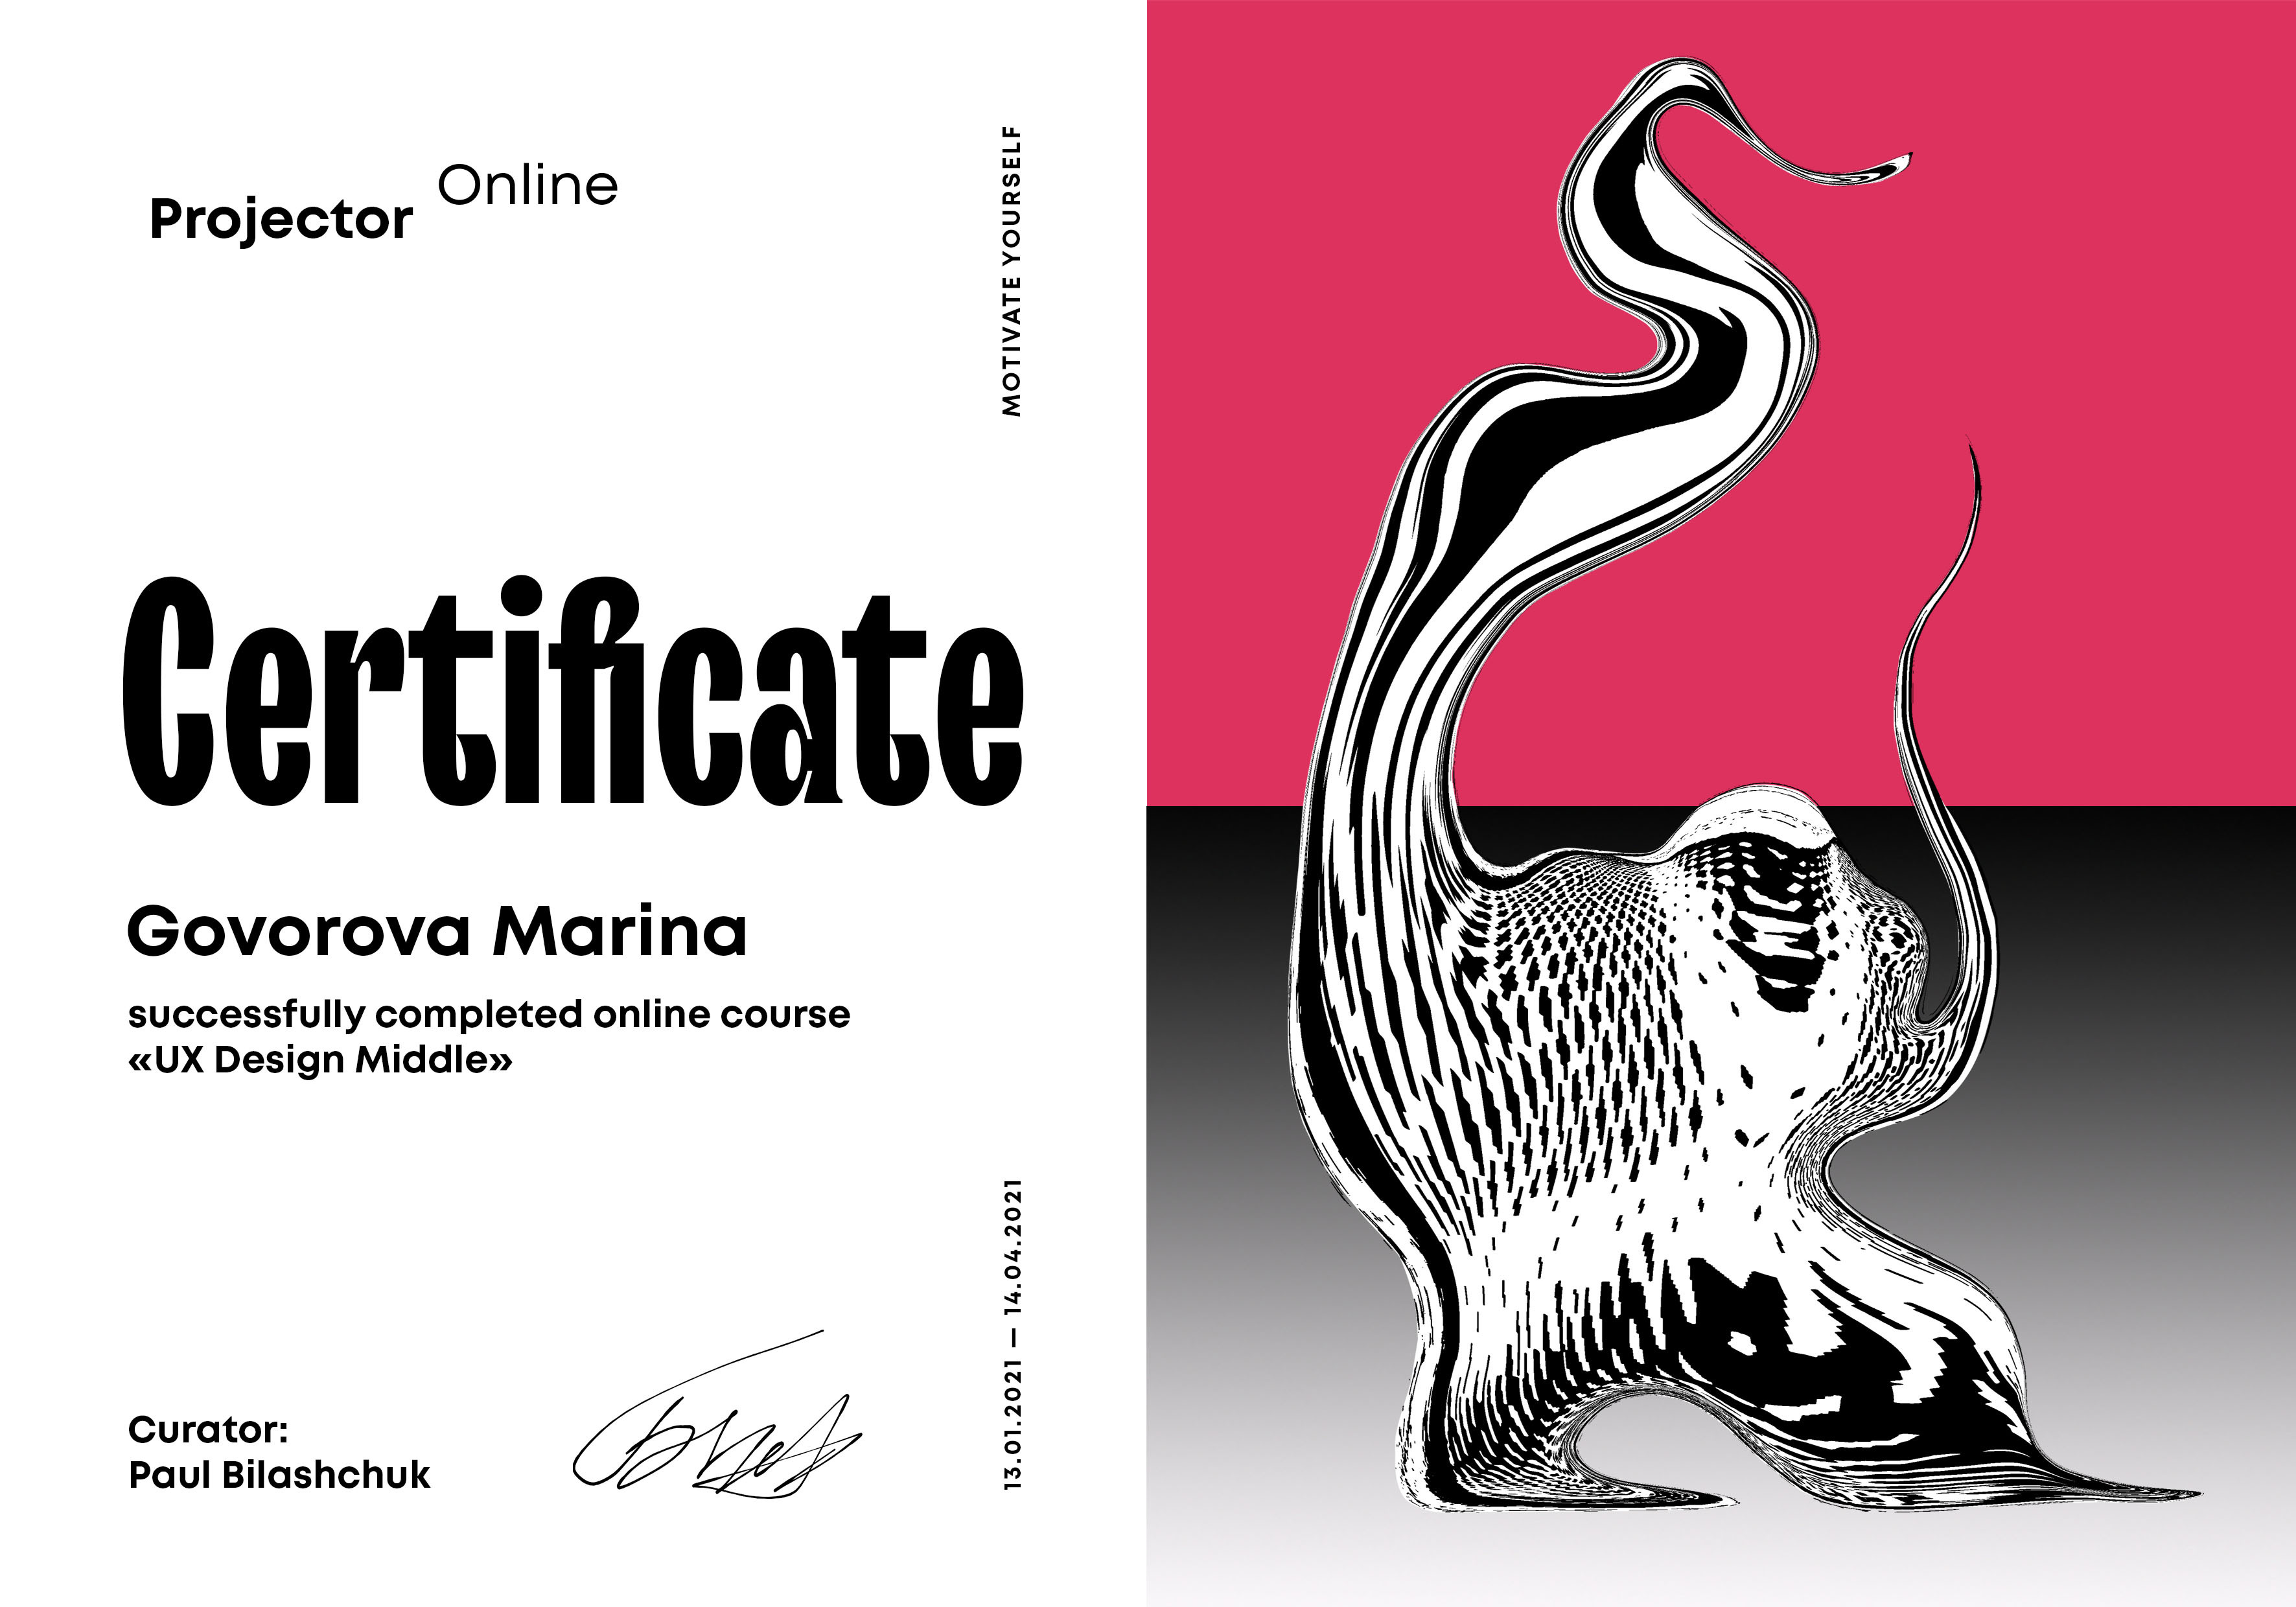 Projector Online
MOTIVATE YOURSELF
Certificate
Govorova Marina
successfully completed online course
«UX Design Middle»
13.01.2021 — 14.04.2021
Curator:
Paul Bilashchuk